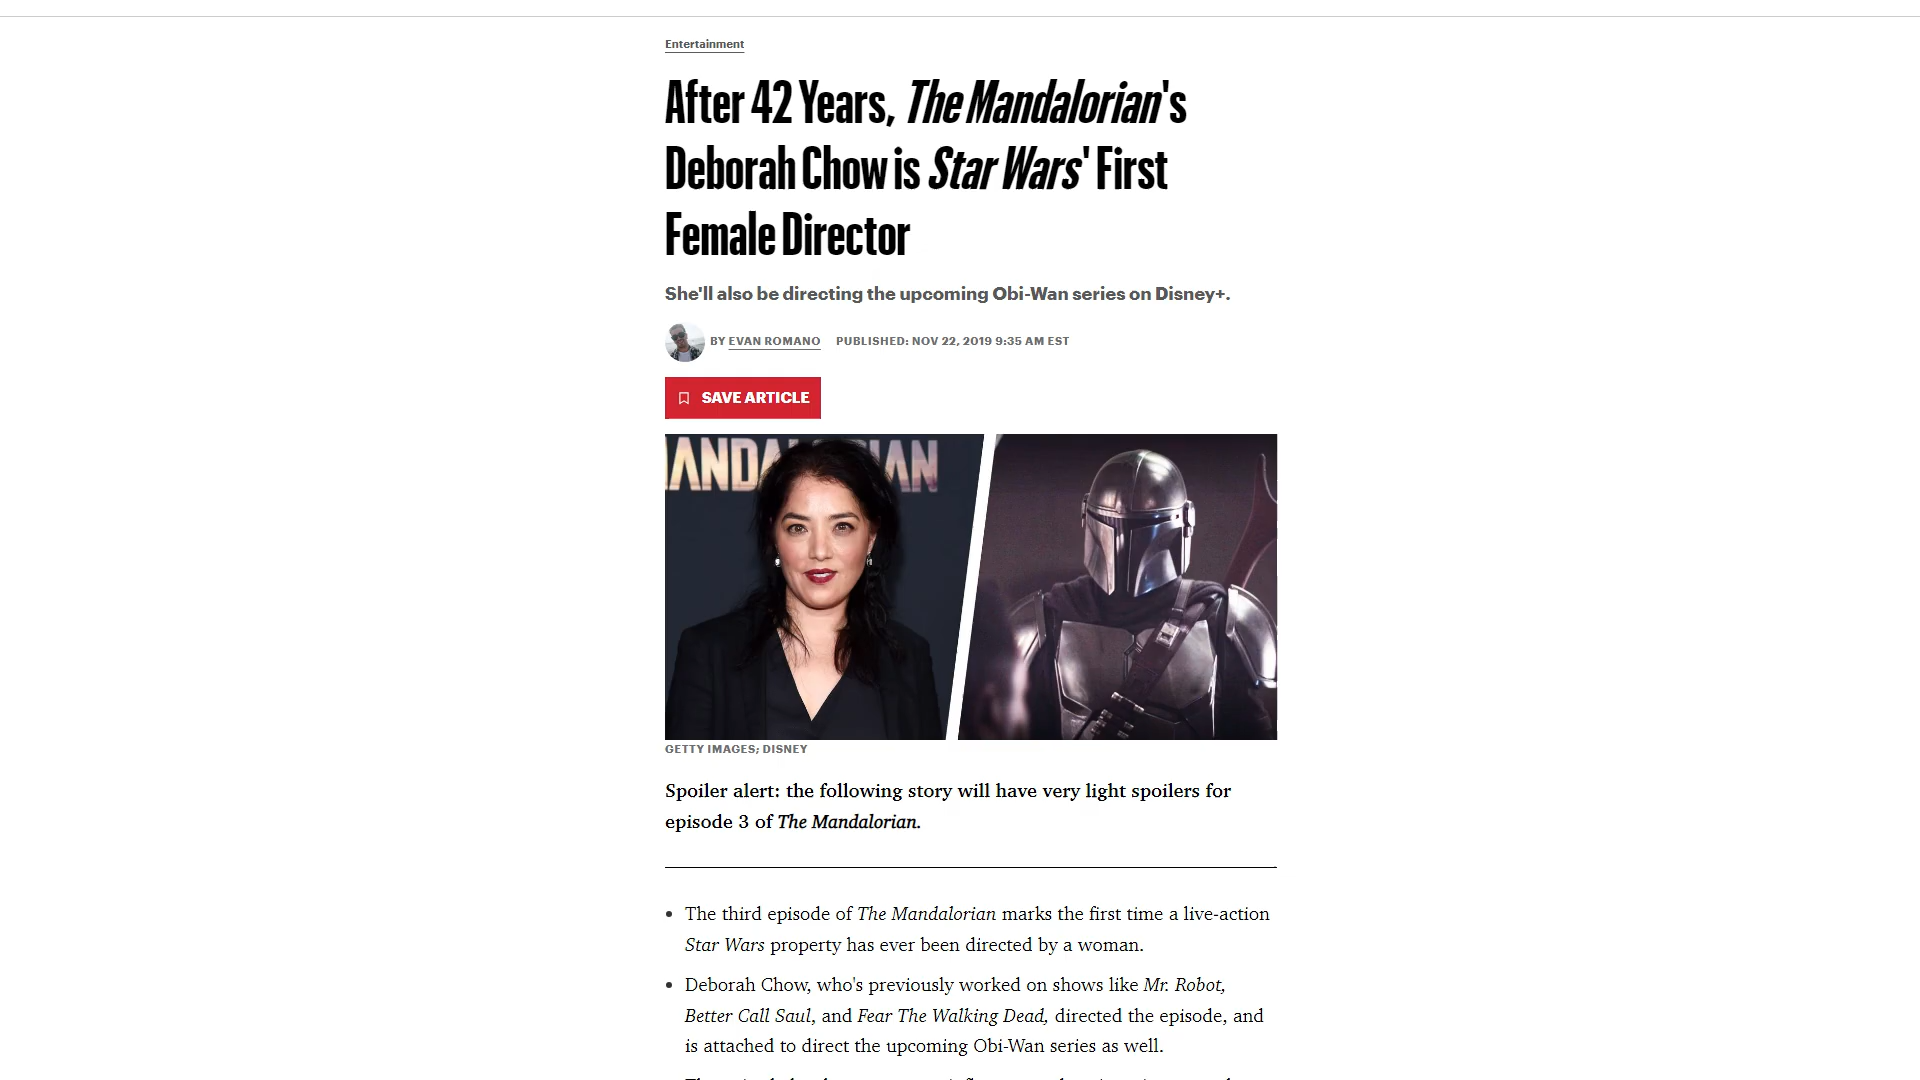 Entertainment
After 42 Years, The Mandalorian's
Deborah Chow is Star Wars' First
Female Director
She'll also be directing the upcoming Obi-Wan series on Disney+.
BY EVAN ROMANO PUBLISHED: NOV 22, 2019 9:35 AM EST
SAVE ARTICLE
GETTY IMAGES; DISNEY
Spoiler alert: the following story will have very light spoilers for
episode 3 of The Mandalorian.
• The third episode of The Mandalorian marks the first time a live-action
Star Wars property has ever been directed by a woman.
• Deborah Chow, who's previously worked on shows like Mr. Robot,
Better Call Saul, and Fear The Walking Dead, directed the episode, and
is attached to direct the upcoming Obi-Wan series as well.